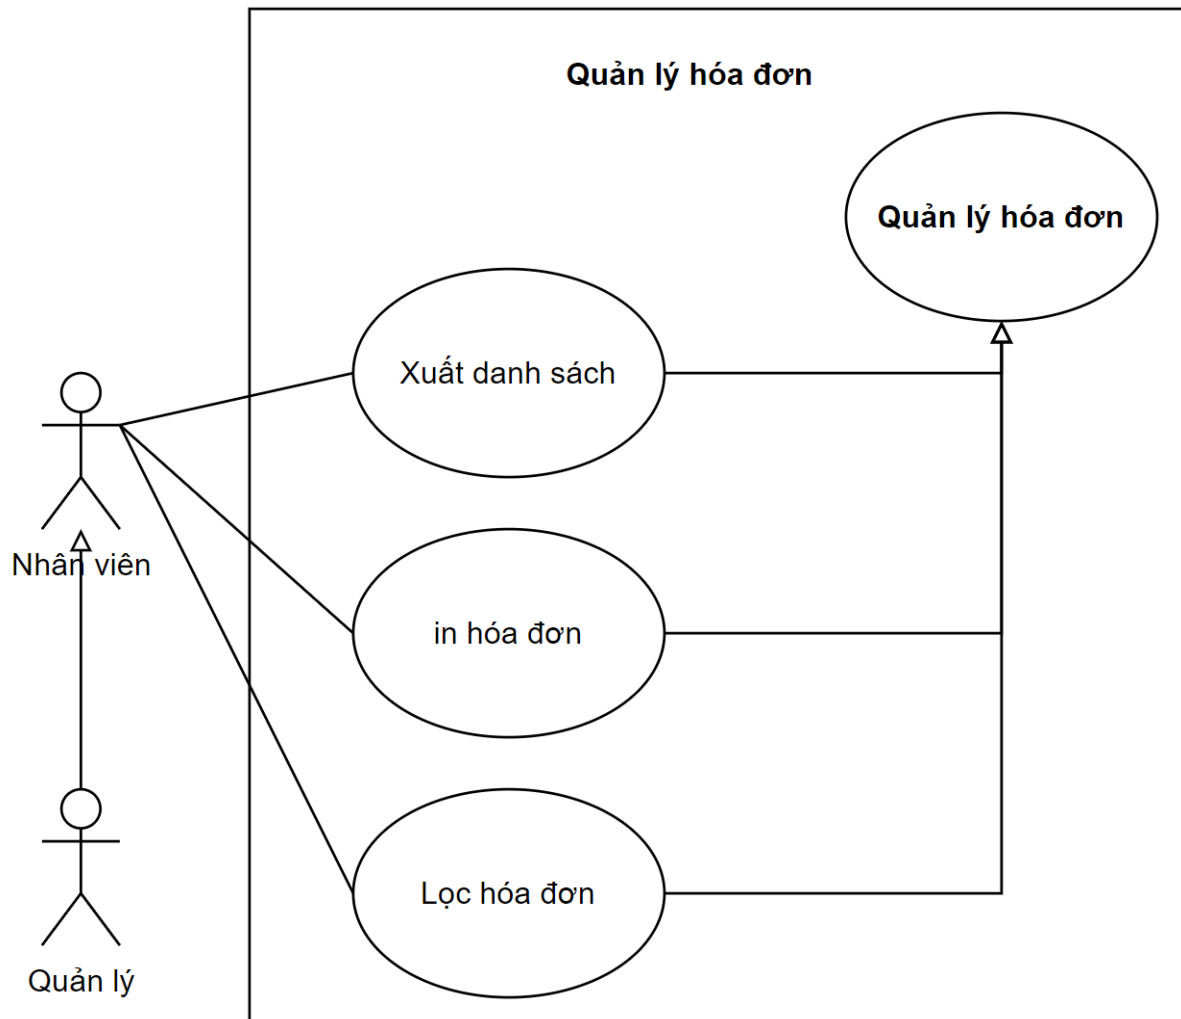 Quản lý hóa đơn
Quản lý hóa đơn
Xuất danh sách
Nhân viên
in hóa đơn
Lọc hóa đơn
Quản lý